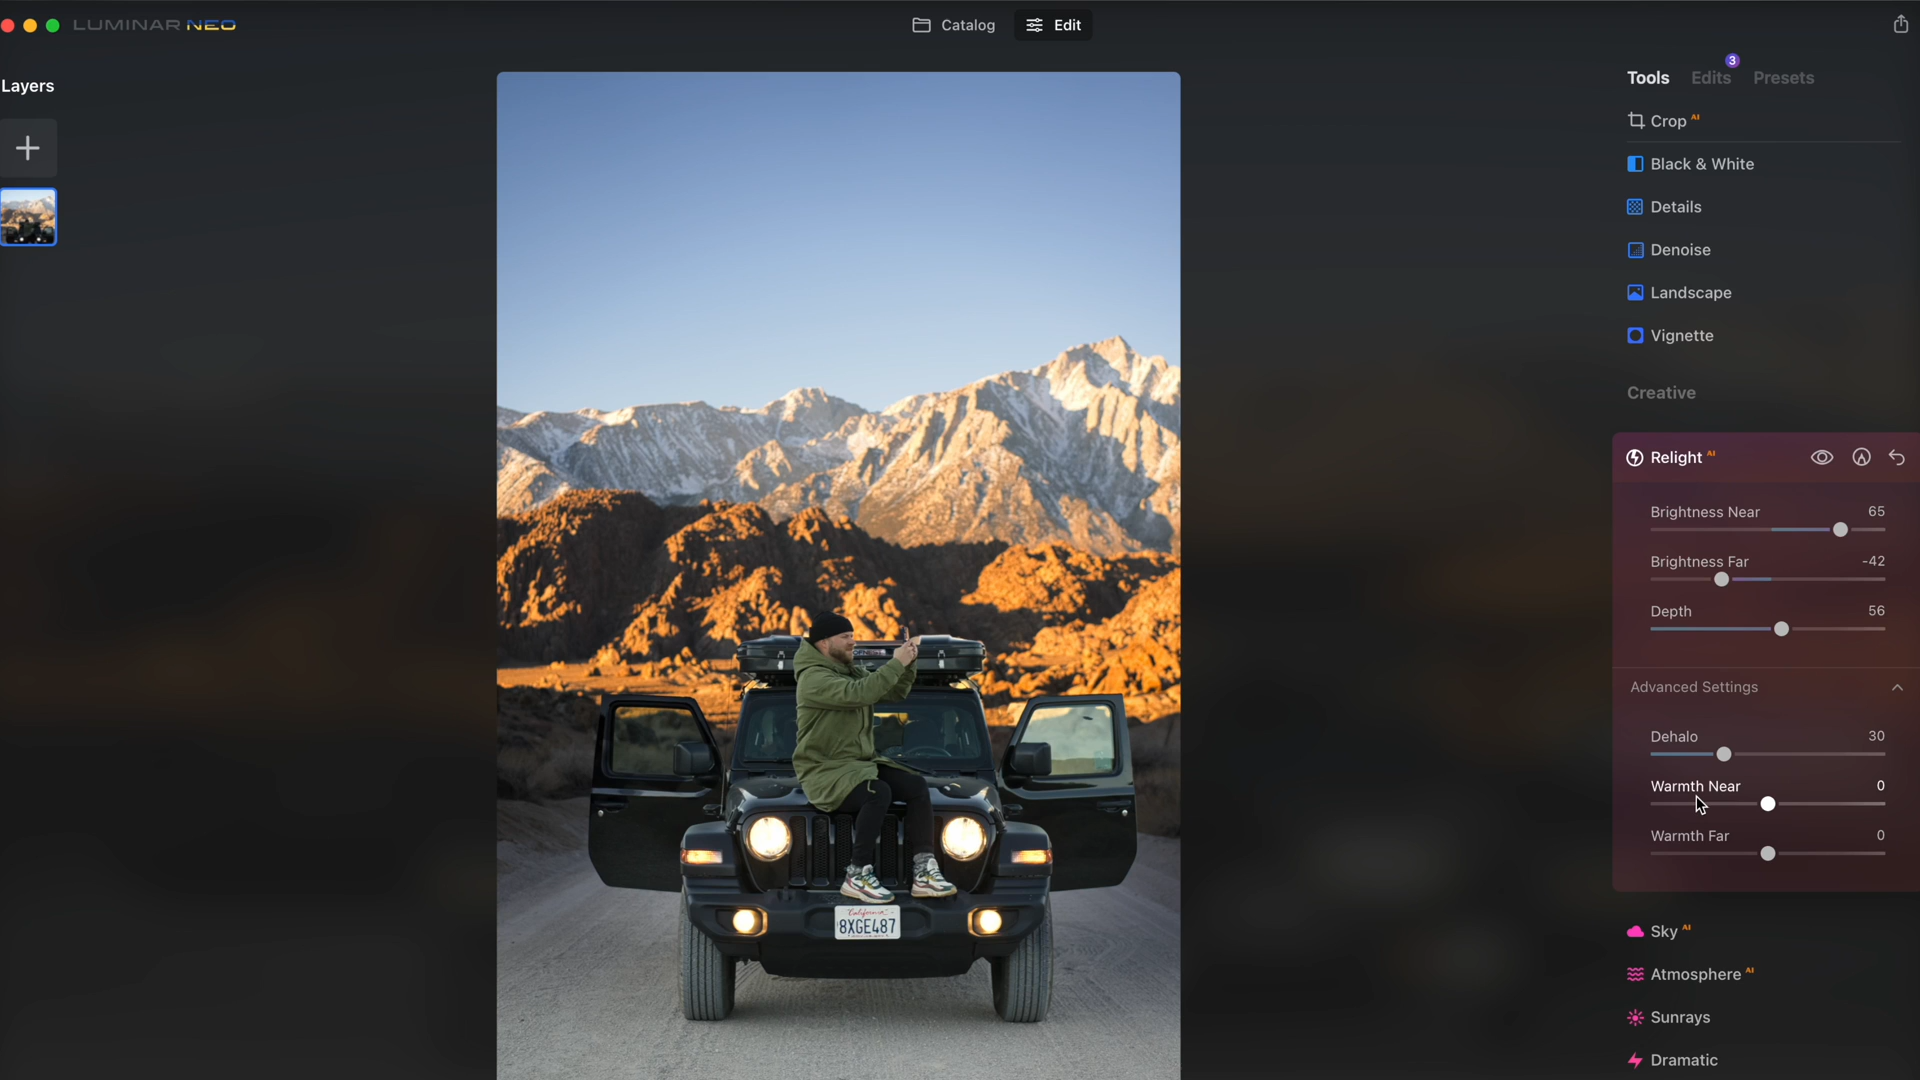 LUMINAR NEO
Catalog
Edit
Layers
3
Tools Edits Presets
Crop AI
Black & White
Details
Denoise
Landscape
Vignette
Creative
Relight AI
Brightness Near 65
Brightness Far -42
Depth 56
Advanced Settings
Dehalo 30
Warmth Near 0
Warmth Far 0
Sky AI
Atmosphere AI
Sunrays
Dramatic
California
8XGE487